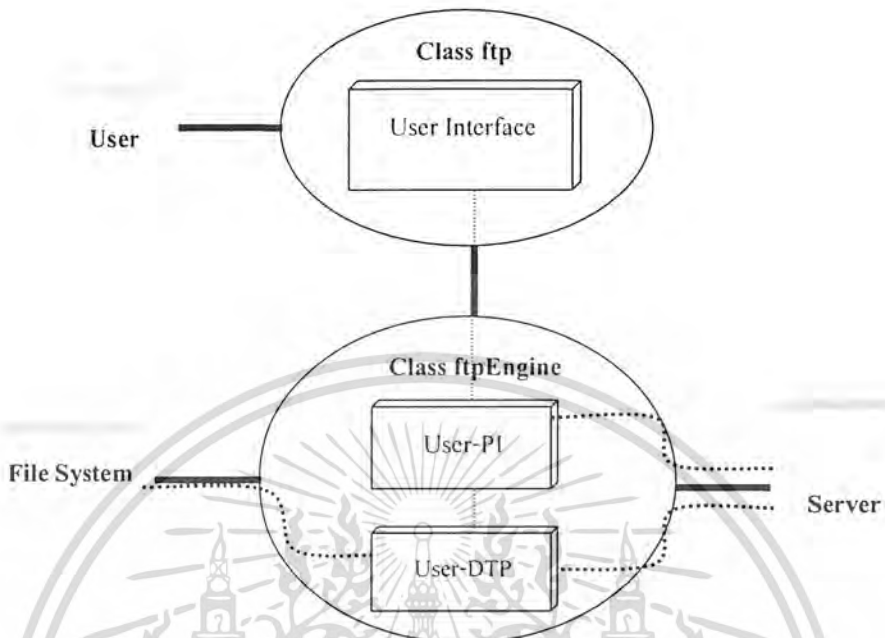 Class ftp
User Interface
User
Class ftpEngine
User-PI
File System
Server
User-DTP